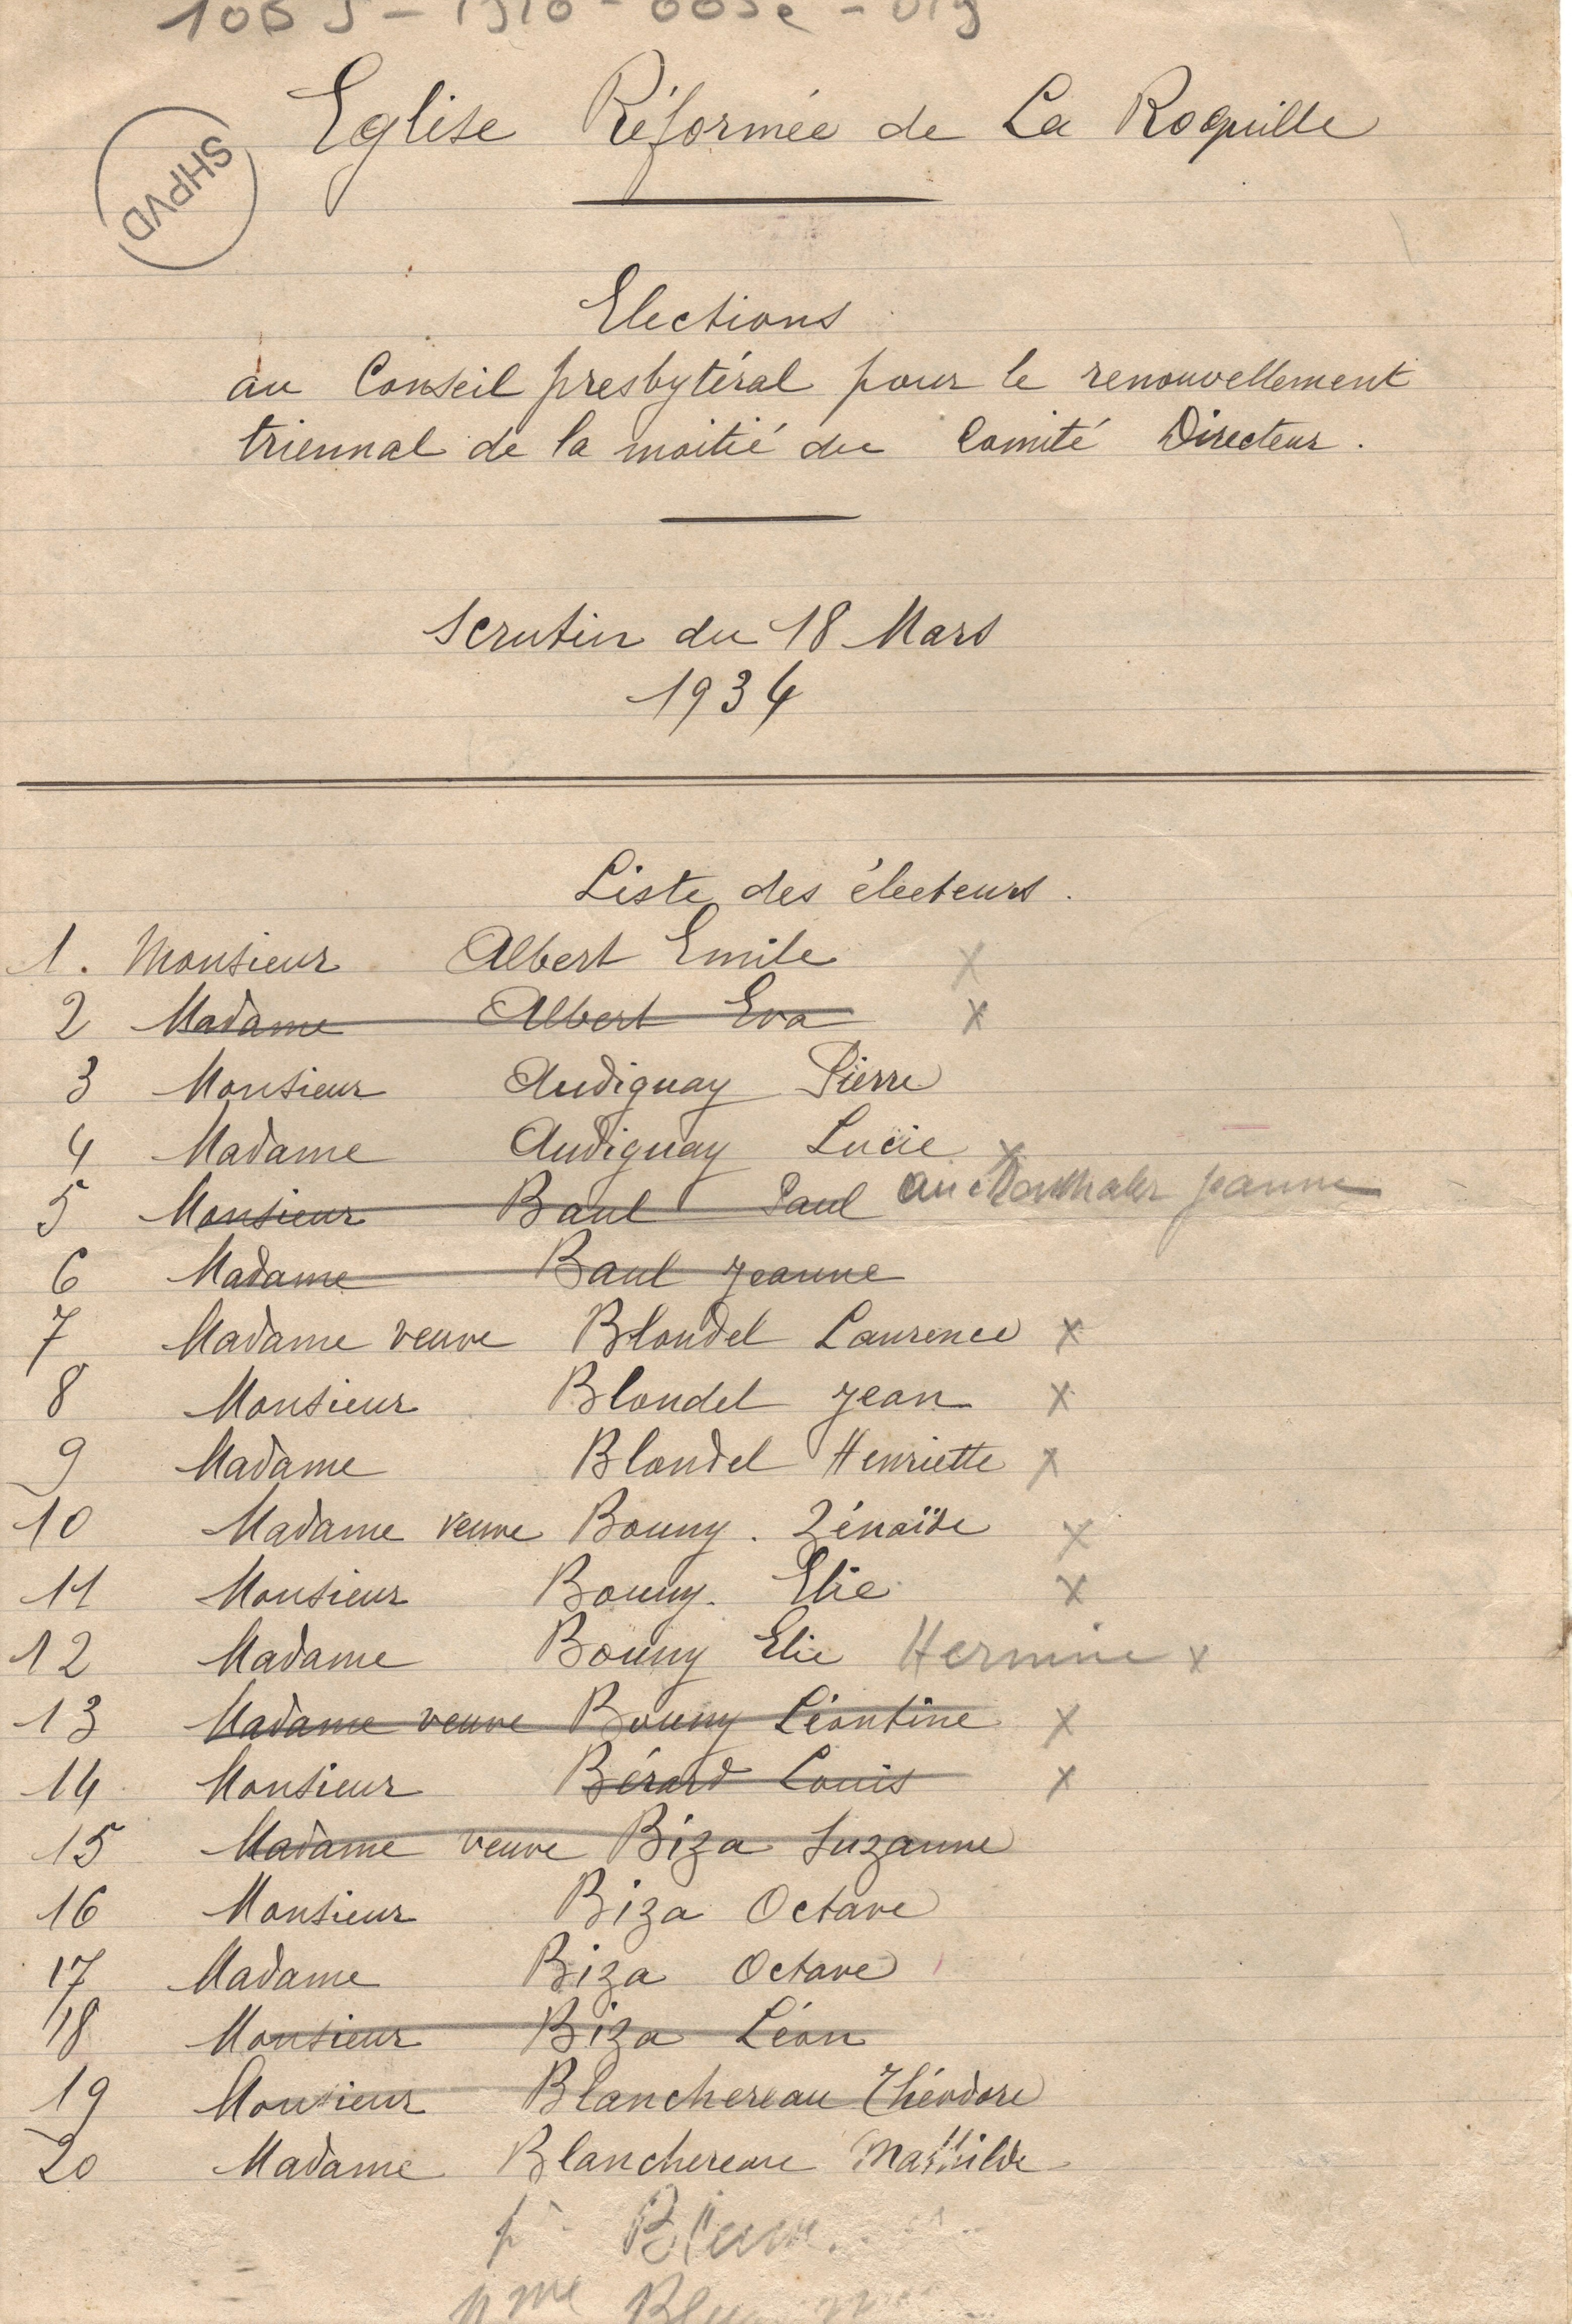 SHPVD
Eglise Réformée de La Roquille
Elections
au Conseil presbytéral pour le renouvellement
triennal de la moitié du Comité Directeur.
Scrutin du 18 Mars
1934
Liste des électeurs.
1. Monsieur Albert Emile X
2 Madame Albert Eva X
3 Monsieur Audiguay Pierre
4 Madame Audiguay Lucie X
5 Monsieur Baul Paul Jeanne
6 Madame Baul Jeanne
7 Madame veuve Blondel Laurence X
8 Monsieur Blondel Jean X
9 Madame Blondel Henriette X
10 Madame veuve Bouny. Zénaïde X
11 Monsieur Bouny. Elie X
12 Madame Bouny Elie Hermine X
13 Madame veuve Bouny Léontine X
14 Monsieur Bérard Louis X
15 Madame veuve Biza Suzanne
16 Monsieur Biza Octave
17 Madame Biza Octave
18 Monsieur Biza Léon
19 Monsieur Blanchereau Théodore
20 Madame Blanchereau Mathilde